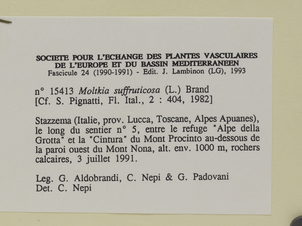 SOCIETE POUR L'ECHANGE DES PLANTES VASCULAIRES
DE L'EUROPE ET DU BASSIN MEDITERRANEEN
Fascicule 24 (1990-1991) - Edit. J. Lambinon (LG), 1993
n° 15413 Moltkia suffruticosa (L.) Brand
[Cf. S. Pignatti, Fl. Ital., 2 : 404, 1982]
Stazzema (Italie, prov. Lucca, Toscane, Alpes Apuanes),
le long du sentier n° 5, entre le refuge "Alpe della
Grotta" et la "Cintura" du Mont Procinto au-dessous de
la paroi ouest du Mont Nona, alt. env. 1000 m, rochers
calcaires, 3 juillet 1991.
Leg. G. Aldobrandi, C. Nepi & G. Padovani
Det. C. Nepi